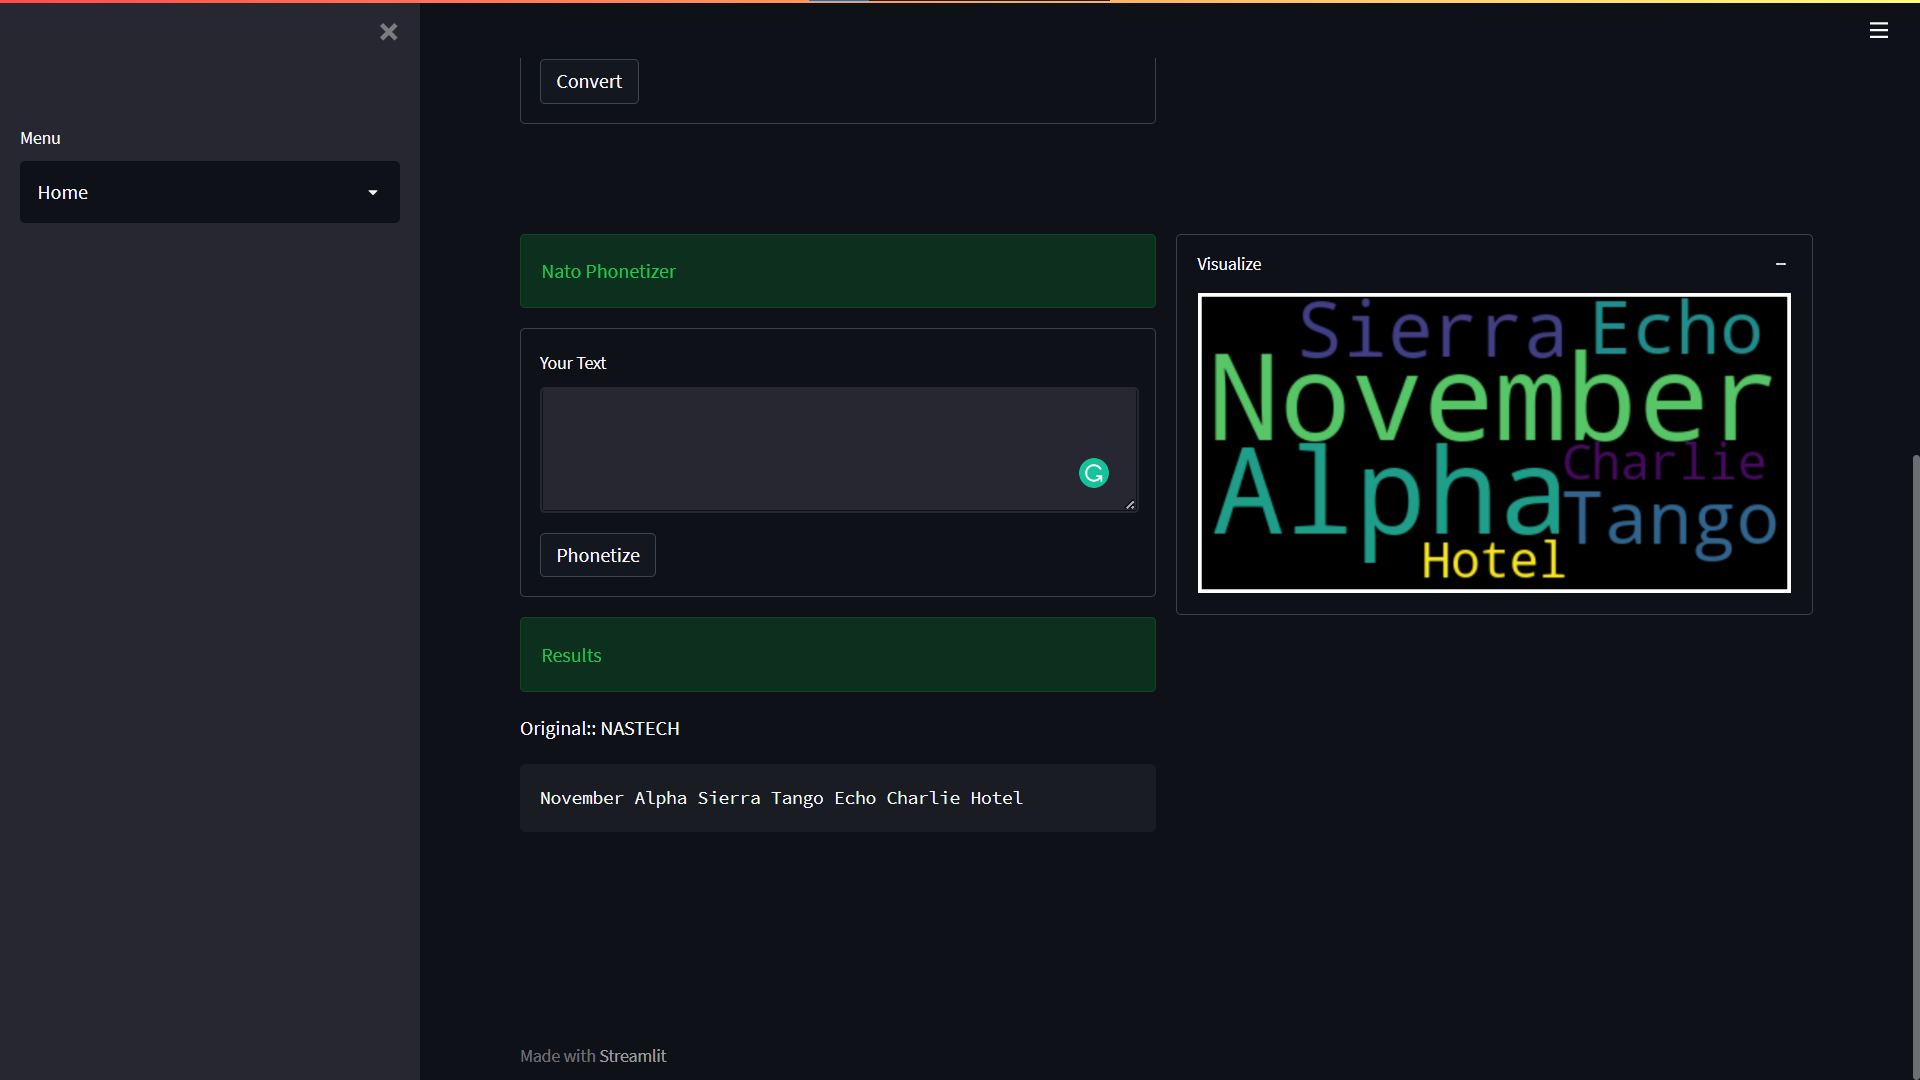 Menu
Home
Convert
Nato Phonetizer
Your Text
Phonetize
Results
Original:: NASTECH
November Alpha Sierra Tango Echo Charlie Hotel
Made with Streamlit
Visualize
Sierra Echo
November
Alpha
Charlie
Tango
Hotel